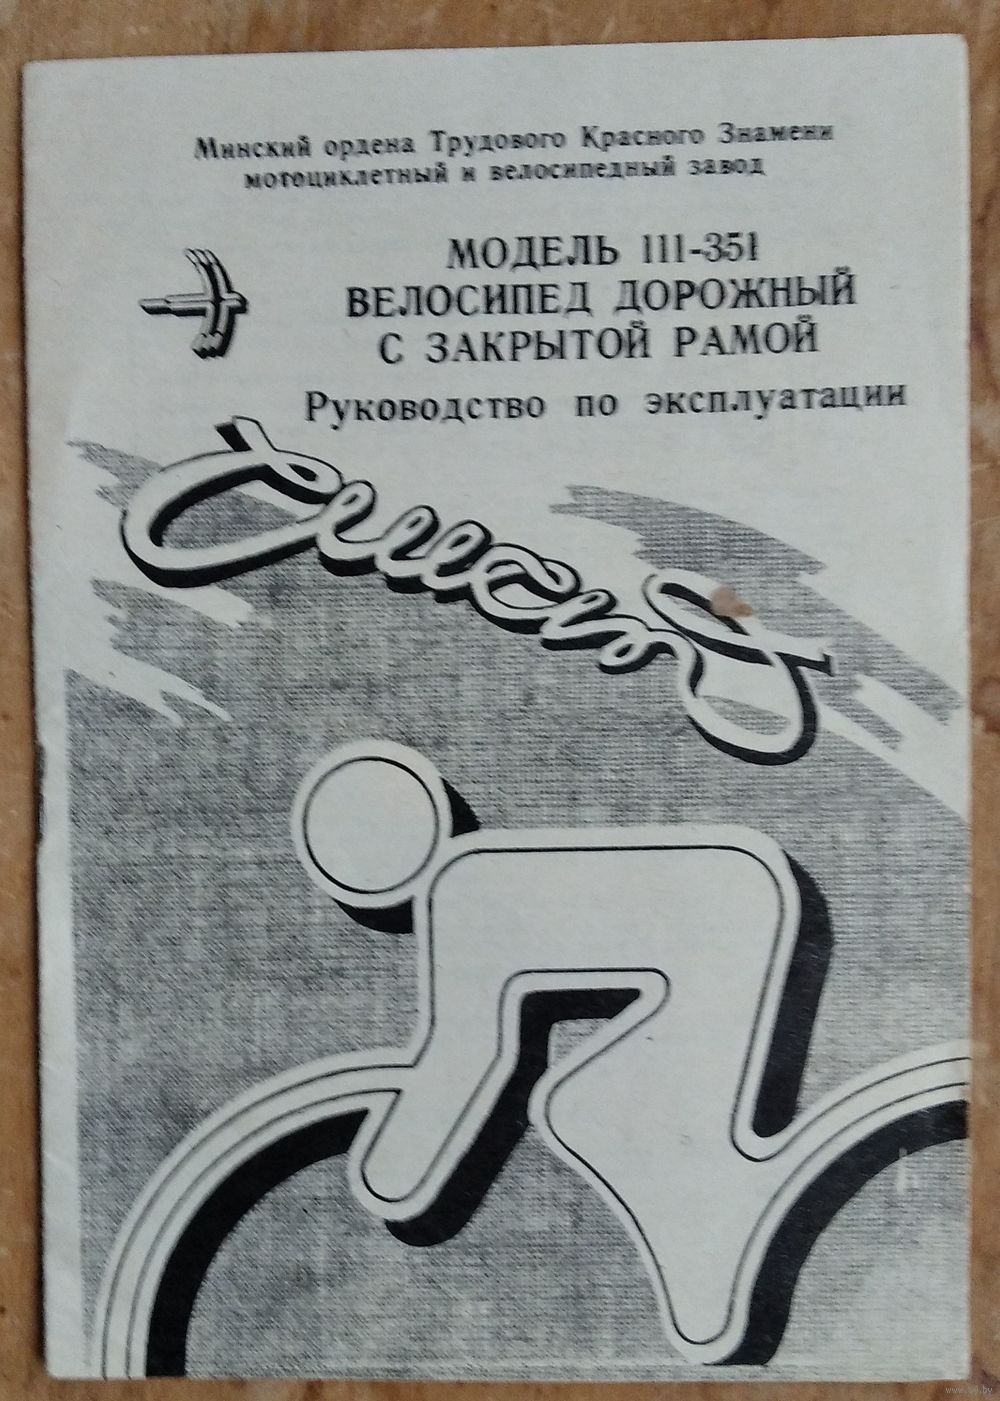 Минский ордена Трудового Красного Знамени
мотоциклетный и велосипедный завод
МОДЕЛЬ 111-351
ВЕЛОСИПЕД ДОРОЖНЫЙ
С ЗАКРЫТОЙ РАМОЙ
Руководство по эксплуатации